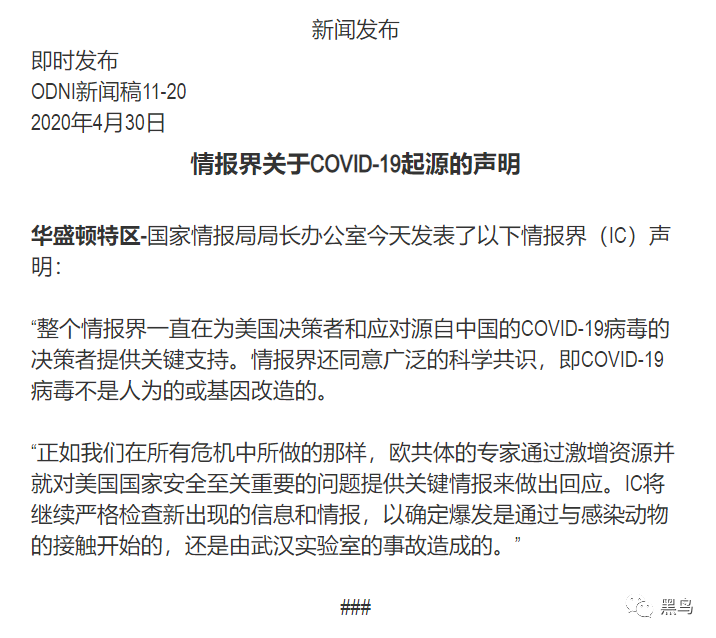 新闻发布
即时发布
ODNI新闻稿11-20
2020年4月30日
情报界关于COVID-19起源的声明
华盛顿特区-国家情报局局长办公室今天发表了以下情报界（IC）声
明：
“整个情报界一直在为美国决策者和应对源自中国的COVID-19病毒的
决策者提供关键支持。情报界还同意广泛的科学共识，即COVID-19
病毒不是人为的或基因改造的。
“正如我们在所有危机中所做的那样，欧共体的专家通过激增资源并
就对美国国家安全至关重要的问题提供关键情报来做出回应。IC将
继续严格检查新出现的信息和情报，以确定爆发是通过与感染动物
的接触开始的，还是由武汉实验室的事故造成的。”
###
黑鸟